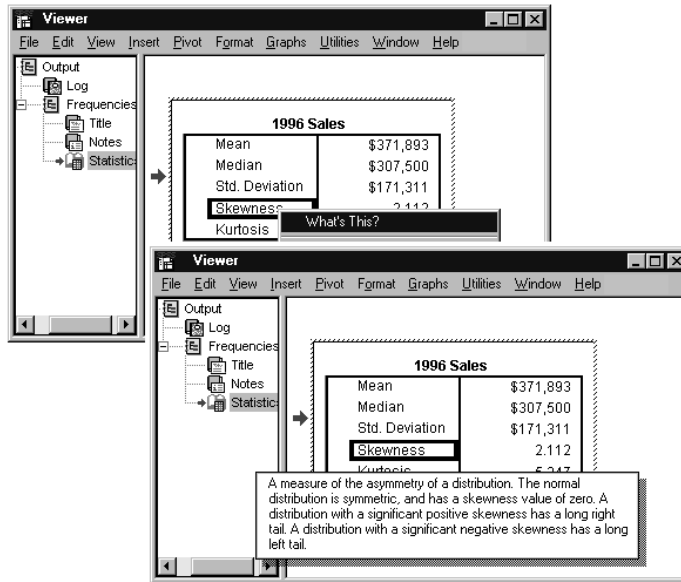 Viewer
File Edit View Insert Pivot Format Graphs Utilities Window Help
Output
Log
Frequencies
Title
Notes
Statistic
1996 Sales
Mean $371,893
Median $307,500
Std. Deviation $171,311
Skewness 2.112
Kurtosis
What's This?
Viewer
File Edit View Insert Pivot Format Graphs Utilities Window Help
Output
Log
Frequencies
Title
Notes
Statistic
1996 Sales
Mean $371,893
Median $307,500
Std. Deviation $171,311
Skewness 2.112
Kurtosis 5.247
A measure of the asymmetry of a distribution. The normal
distribution is symmetric, and has a skewness value of zero. A
distribution with a significant positive skewness has a long right
tail. A distribution with a significant negative skewness has a long
left tail.